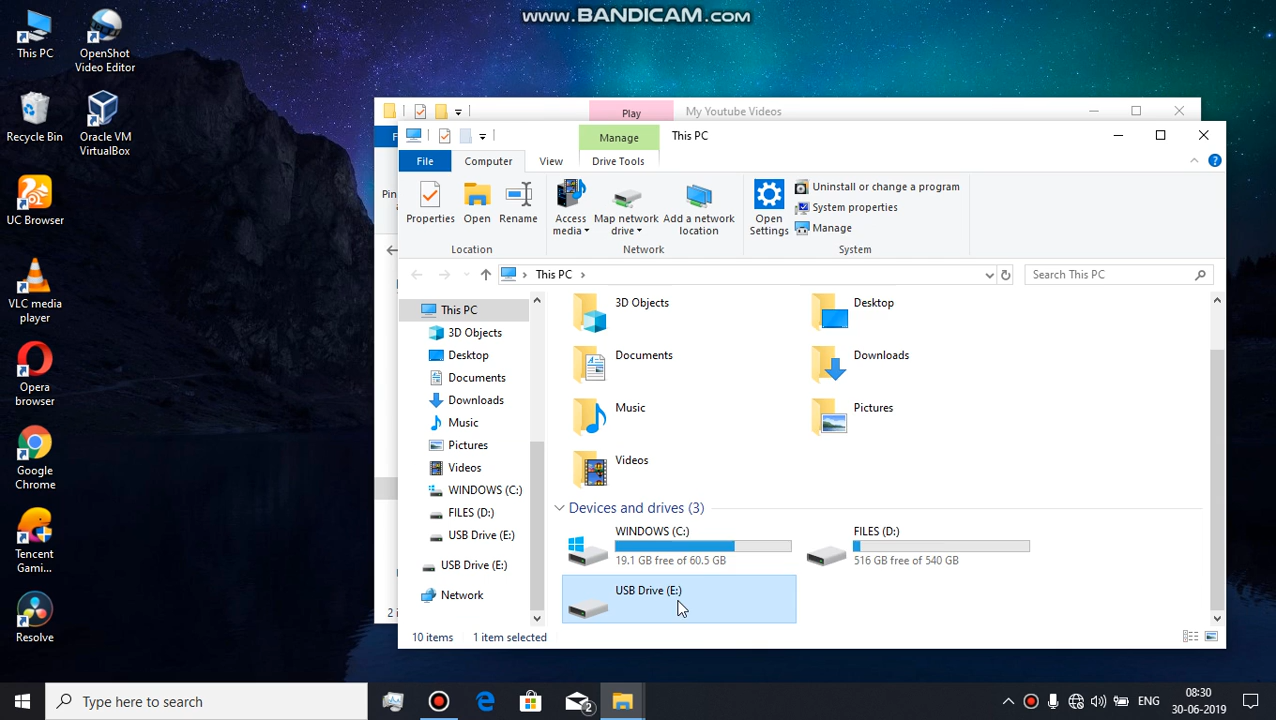 www.BANDICAM.com
This PC
OpenShot
Video Editor
Recycle Bin
Oracle VM
VirtualBox
UC Browser
VLC media
player
Opera
browser
Google
Chrome
Tencent
Gami...
Resolve
Play
My Youtube Videos
Manage
This PC
File
Computer
View
Drive Tools
Properties
Open
Rename
Access
media
Map network
drive
Add a network
location
Open
Settings
Uninstall or change a program
System properties
Manage
Location
Network
System
This PC
Search This PC
This PC
3D Objects
Desktop
Documents
Downloads
Music
Pictures
Videos
WINDOWS (C:)
FILES (D:)
USB Drive (E:)
USB Drive (E:)
Network
3D Objects
Desktop
Documents
Downloads
Music
Pictures
Videos
Devices and drives (3)
WINDOWS (C:)
19.1 GB free of 60.5 GB
FILES (D:)
516 GB free of 540 GB
USB Drive (E:)
10 items
1 item selected
Type here to search
2
ENG
08:30
30-06-2019